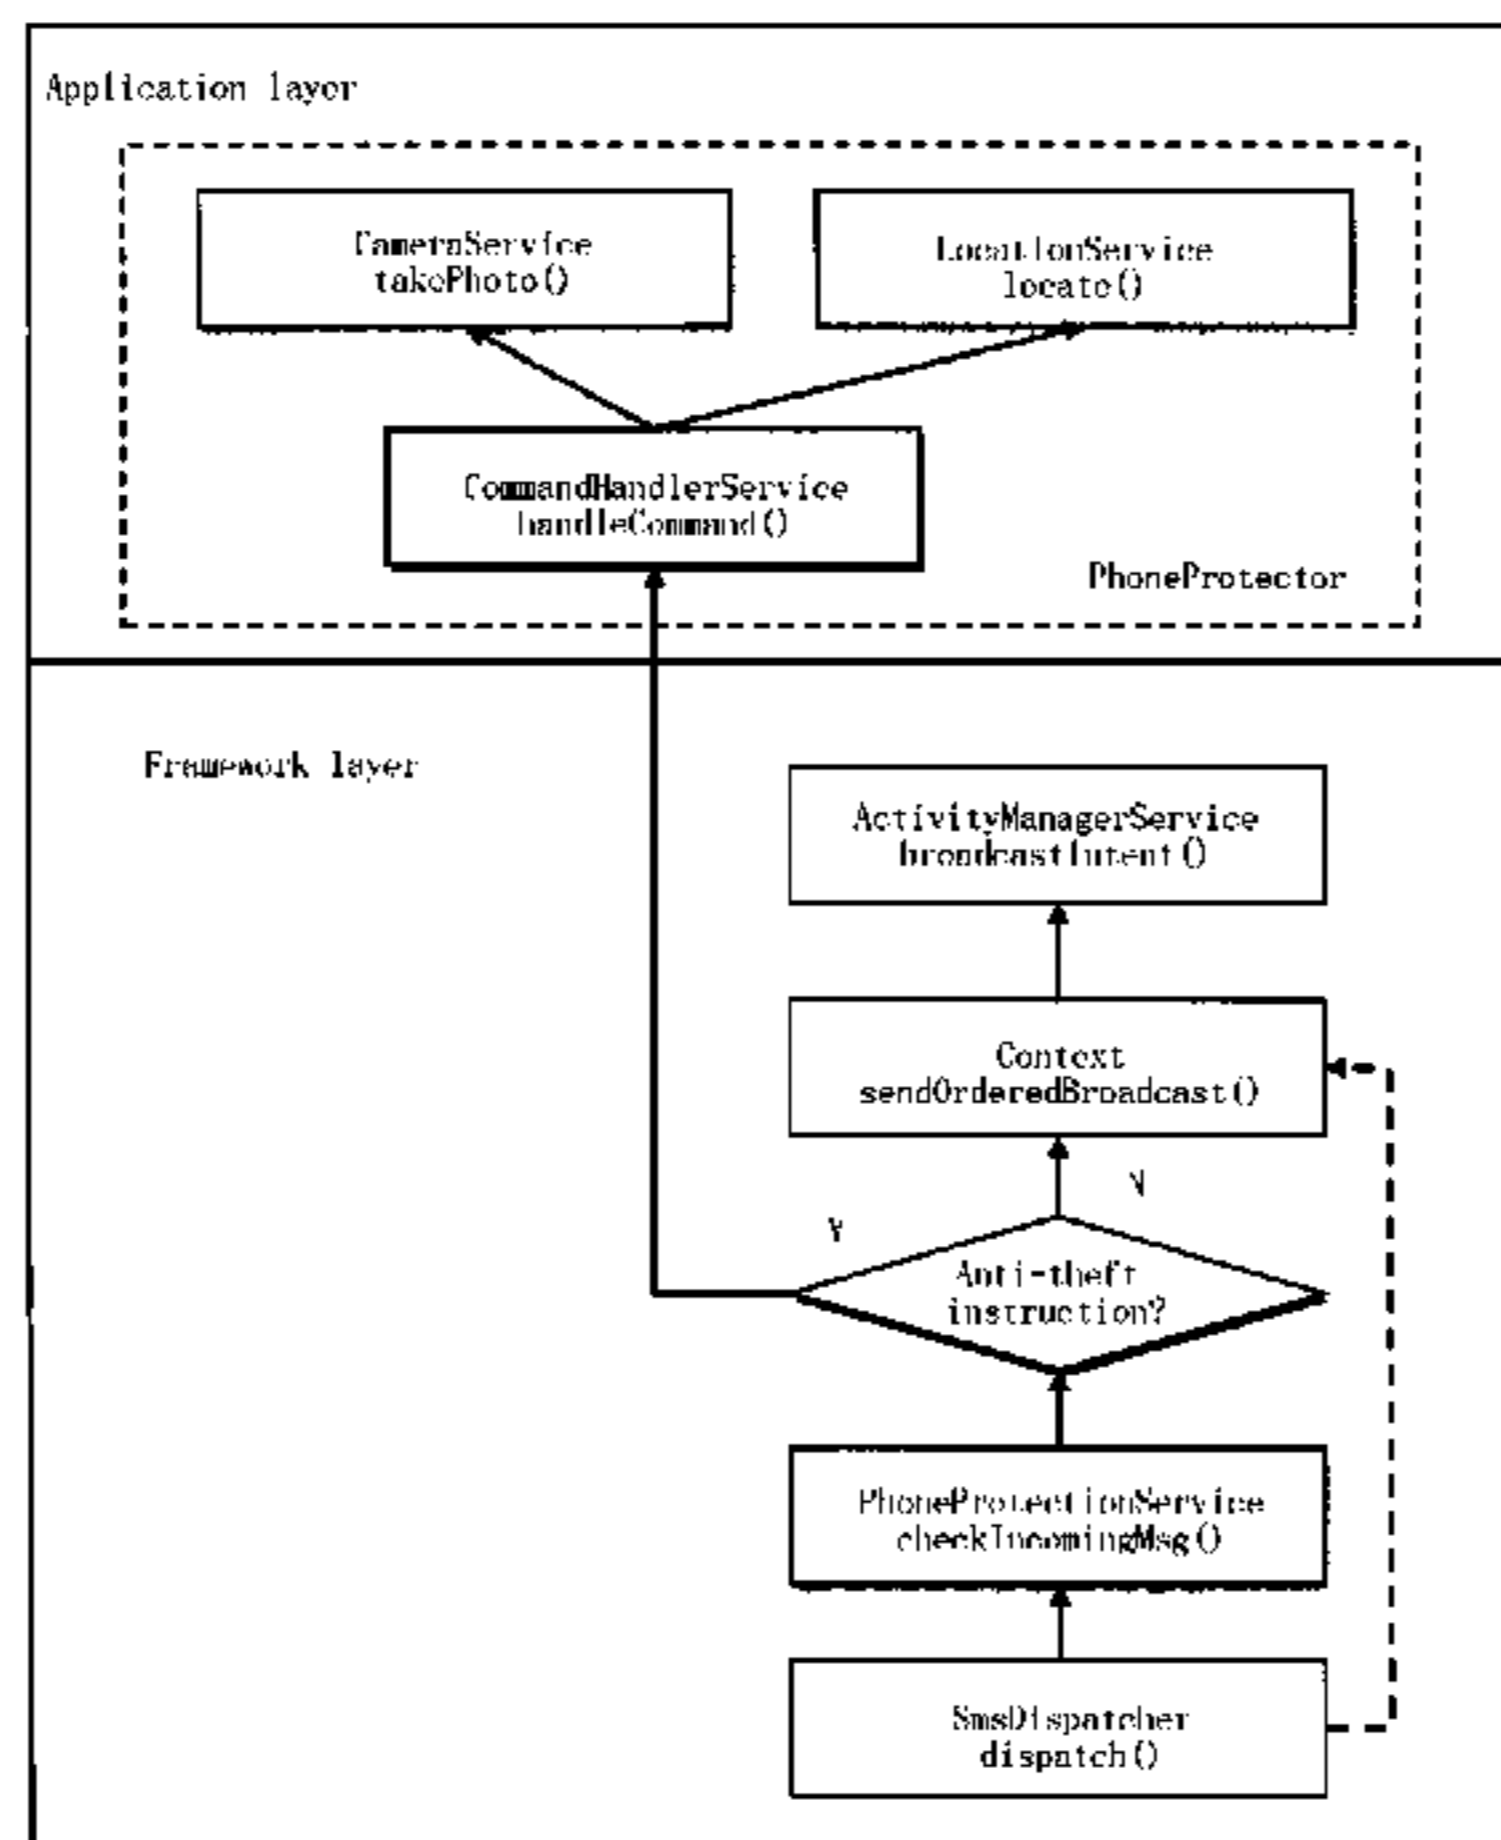 Application layer
CameraService
takePhoto()
LocationService
locate()
CommandHandlerService
handleCommand()
PhoneProtector
Framework layer
ActivityManagerService
broadcastIntent()
Context
sendOrderedBroadcast()
N
Y
Anti-theft
instruction?
PhoneProtectionService
checkIncomingMsg()
SmsDispatcher
dispatch()